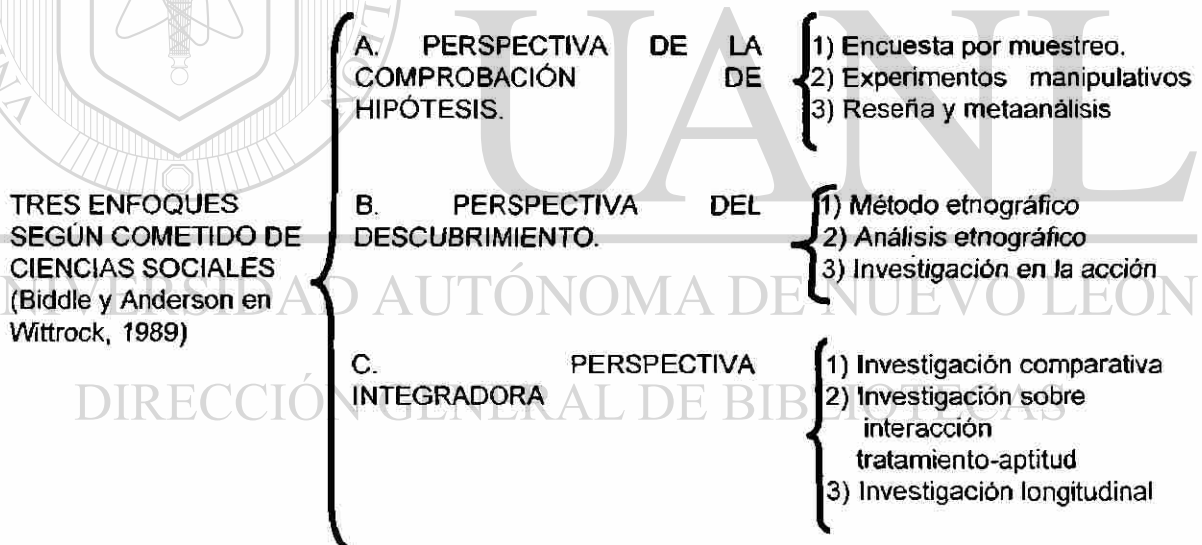 UANL
UNIVERSIDAD AUTÓNOMA DE NUEVO LEÓN
DIRECCIÓN GENERAL DE BIBLIOTECAS
TRES ENFOQUES
SEGÚN COMETIDO DE
CIENCIAS SOCIALES
(Biddle y Anderson en
Wittrock, 1989)
A. PERSPECTIVA DE LA
COMPROBACIÓN DE
HIPÓTESIS.
1) Encuesta por muestreo.
2) Experimentos manipulativos
3) Reseña y metaanálisis
B. PERSPECTIVA DEL
DESCUBRIMIENTO.
1) Método etnográfico
2) Análisis etnográfico
3) Investigación en la acción
C. PERSPECTIVA
INTEGRADORA
1) Investigación comparativa
2) Investigación sobre
interacción
tratamiento-aptitud
3) Investigación longitudinal